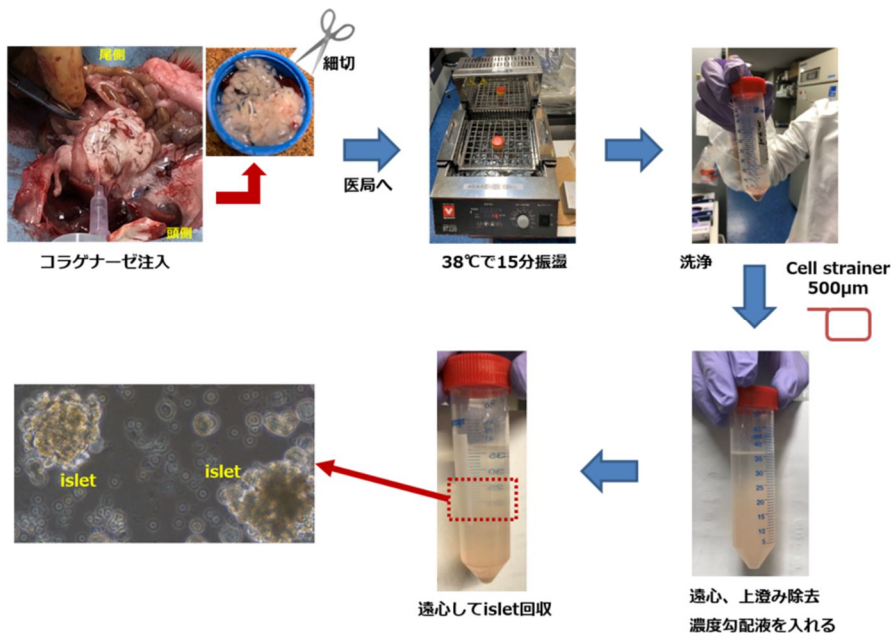 尾側
頭側
細切
コラゲナーゼ注入
医局へ
38℃で15分振盪
洗浄
Cell strainer
500μm
islet
islet
遠心してislet回収
遠心、上澄み除去
濃度勾配液を入れる